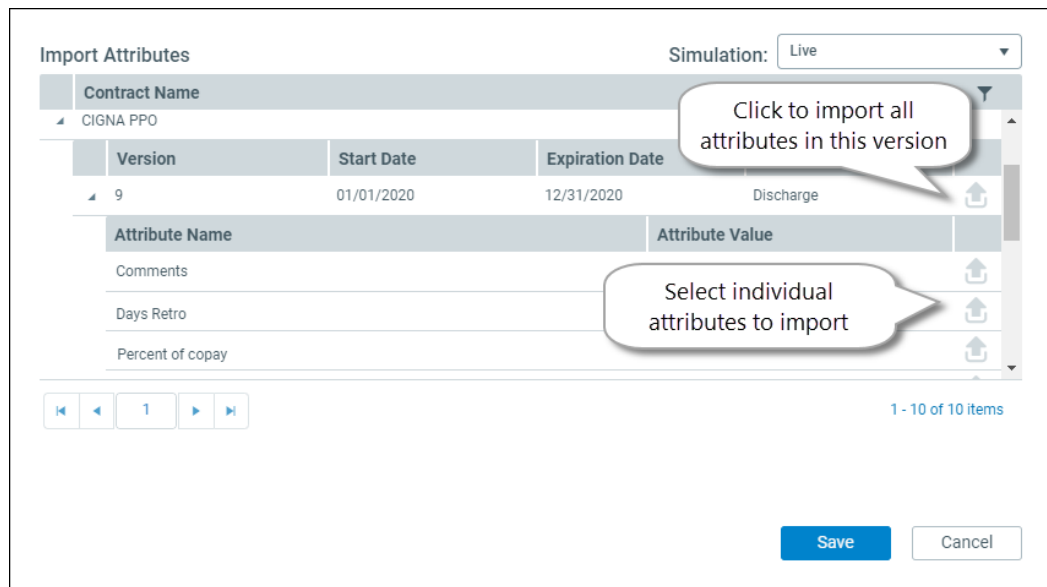 Import Attributes
Simulation: Live
Contract Name
Click to import all
attributes in this version
CIGNA PPO
Version Start Date Expiration Date
9 01/01/2020 12/31/2020 Discharge
Attribute Name Attribute Value
Comments
Select individual
attributes to import
Days Retro
Percent of copay
1
1 - 10 of 10 items
Save Cancel